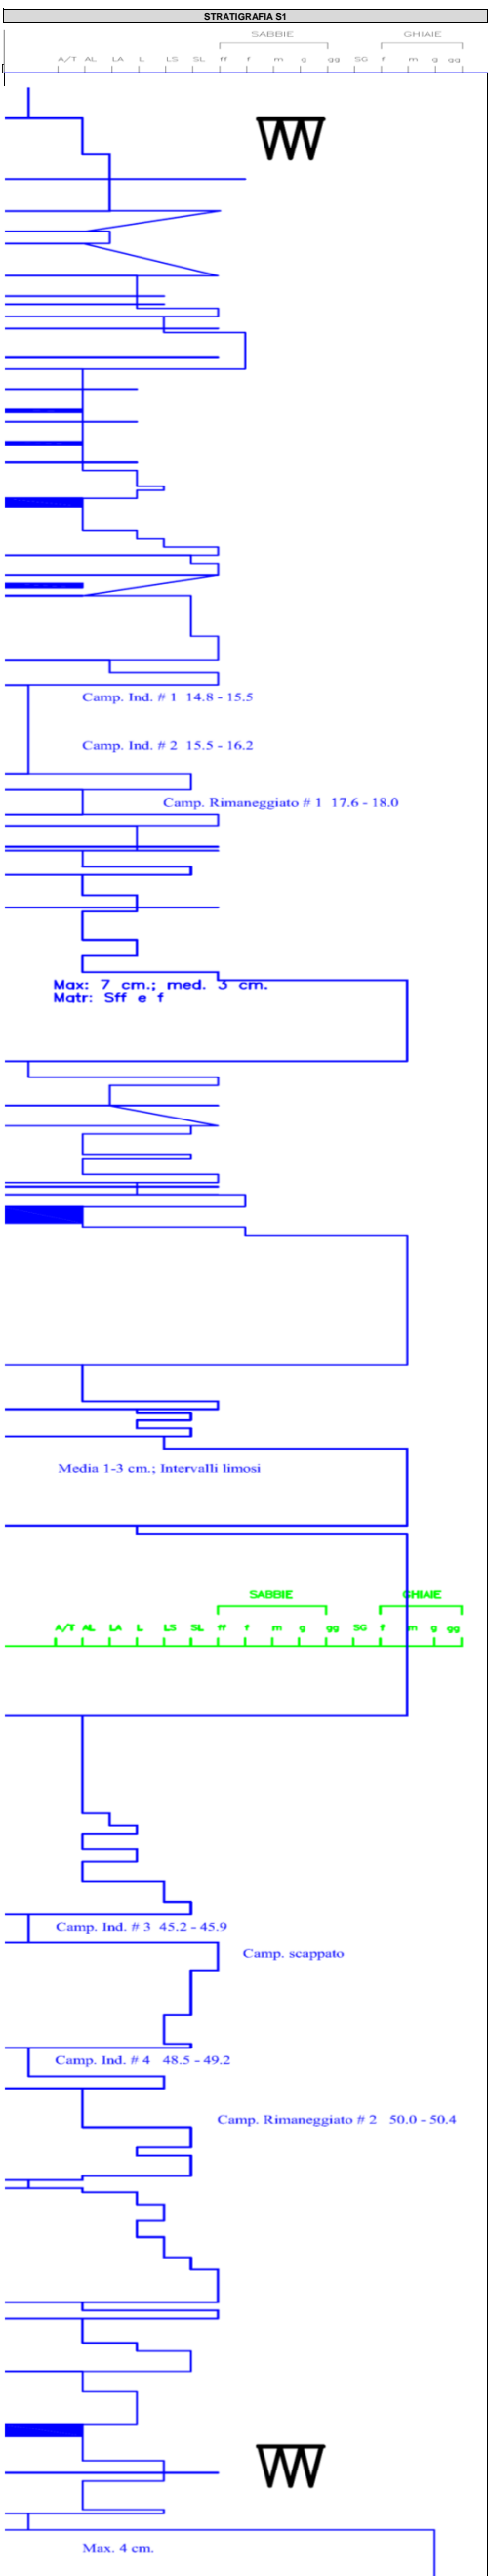 STRATIGRAFIA S1
SABBIE GHIAIE
A/T AL LA L LS SL ff f m g gg SG f m g gg
Camp. Ind. # 1 14.8 - 15.5
Camp. Ind. # 2 15.5 - 16.2
Camp. Rimaneggiato # 1 17.6 - 18.0
Max: 7 cm.; med. 3 cm.
Matr: Sff e f
Media 1-3 cm.; Intervalli limosi
SABBIE GHIAIE
A/T AL LA L LS SL ff f m g gg SG f m g gg
Camp. Ind. # 3 45.2 - 45.9
Camp. scappato
Camp. Ind. # 4 48.5 - 49.2
Camp. Rimaneggiato # 2 50.0 - 50.4
Max. 4 cm.